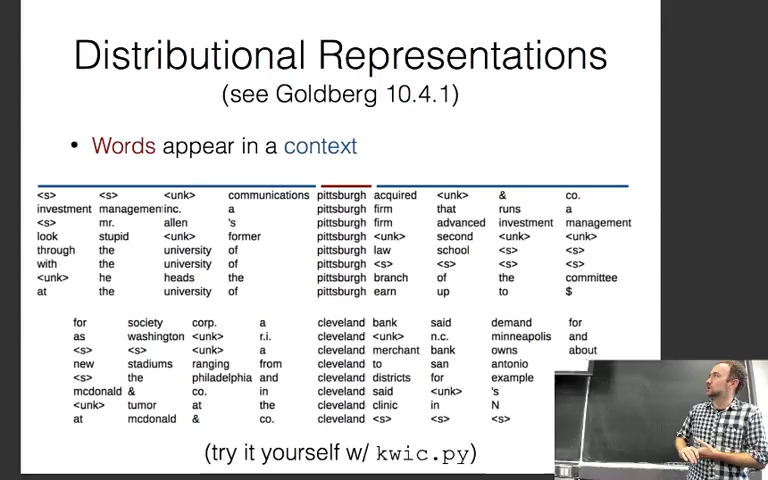 Distributional Representations
(see Goldberg 10.4.1)
• Words appear in a context
<s> <s> <unk> communications pittsburgh acquired <unk> & co.
investment management inc. a pittsburgh firm that runs a
<s> mr. allen 's pittsburgh firm advanced investment management
look stupid <unk> former pittsburgh <unk> second <unk> <unk>
through the university of pittsburgh law school <s> <s>
with the university of pittsburgh <s> <s> <s> <s>
<unk> he heads the pittsburgh branch of the committee
at the university of pittsburgh earn up to $
for society corp. a cleveland bank said demand for
as washington <unk> r.i. cleveland <unk> n.c. minneapolis and
<s> <s> <unk> a cleveland merchant bank owns about
new stadiums ranging from cleveland to san antonio
<s> the philadelphia and cleveland districts for example
mcdonald & co. in cleveland said <unk> 's
<unk> tumor at the cleveland clinic in N
at mcdonald & co. cleveland <s> <s> <s>
(try it yourself w/ kwic.py)